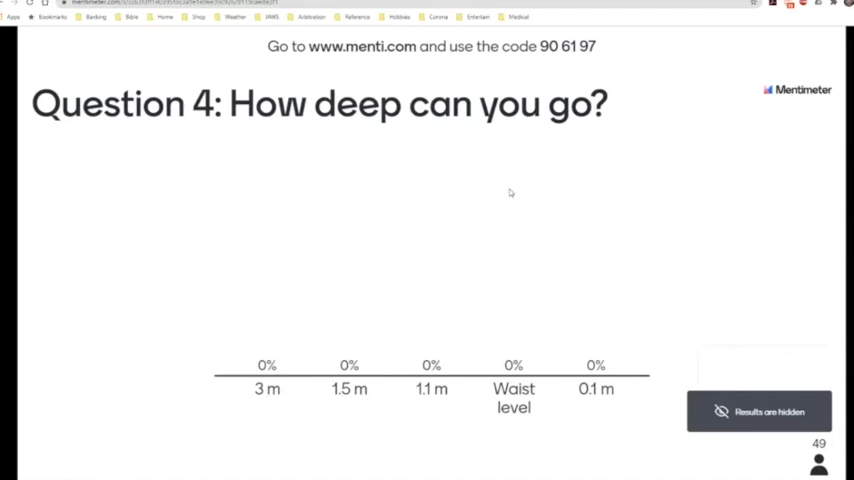 Apps Bookmarks Banking Bible Home Shop Weather JAWS Arbitration Reference Hobbies Corona Entertain Medical
Go to www.menti.com and use the code 90 61 97
Question 4: How deep can you go?
Mentimeter
0% 0% 0% 0% 0%
3 m 1.5 m 1.1 m Waist level 0.1 m
Results are hidden
49